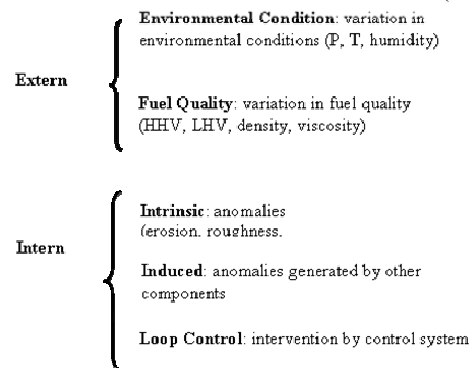 Environmental Condition: variation in
environmental conditions (P, T, humidity)
Extern
Fuel Quality: variation in fuel quality
(HHV, LHV, density, viscosity)
Intrinsic: anomalies
(erosion. roughness.
Intern
Induced: anomalies generated by other
components
Loop Control: intervention by control system